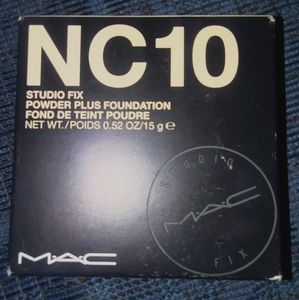 NC10
STUDIO FIX
POWDER PLUS FOUNDATION
FOND DE TEINT POUDRE
NET WT./POIDS 0.52 OZ/15 g ℮
STUDIO
MAC
FIX
M·A·C